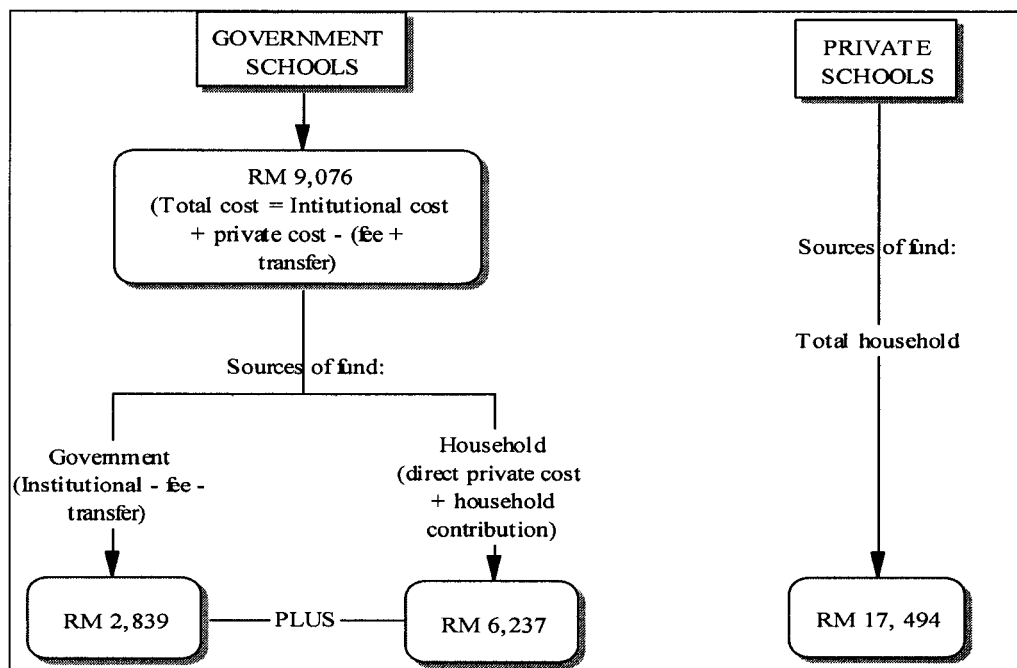 GOVERNMENT
SCHOOLS
RM 9,076
(Total cost = Intitutional cost
+ private cost - (fee +
transfer)
Sources of fund:
Government
(Institutional - fee -
transfer)
Household
(direct private cost
+ household
contribution)
RM 2,839
PLUS
RM 6,237
PRIVATE
SCHOOLS
Sources of fund:
Total household
RM 17, 494